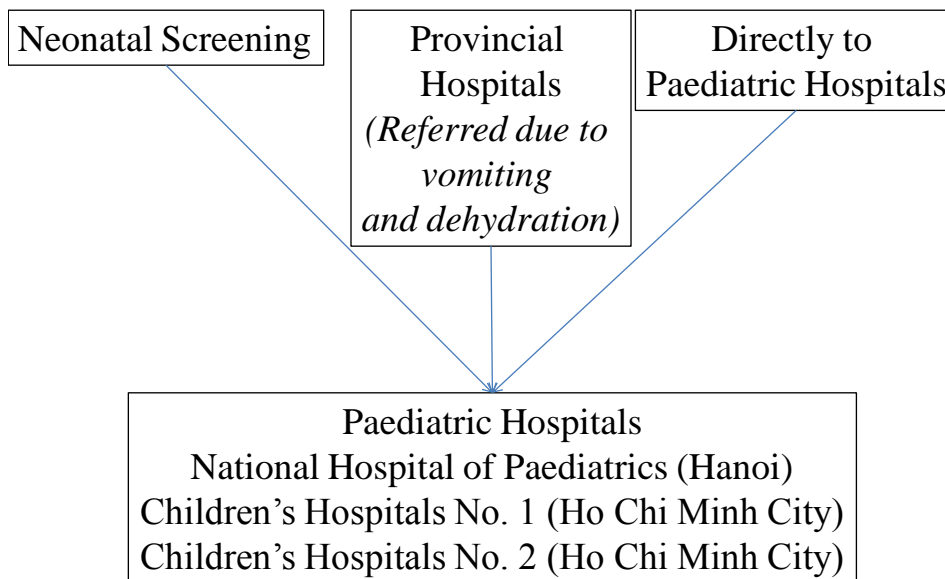 Neonatal Screening
Provincial
Hospitals
(Referred due to
vomiting
and dehydration)
Directly to
Paediatric Hospitals
Paediatric Hospitals
National Hospital of Paediatrics (Hanoi)
Children’s Hospitals No. 1 (Ho Chi Minh City)
Children’s Hospitals No. 2 (Ho Chi Minh City)